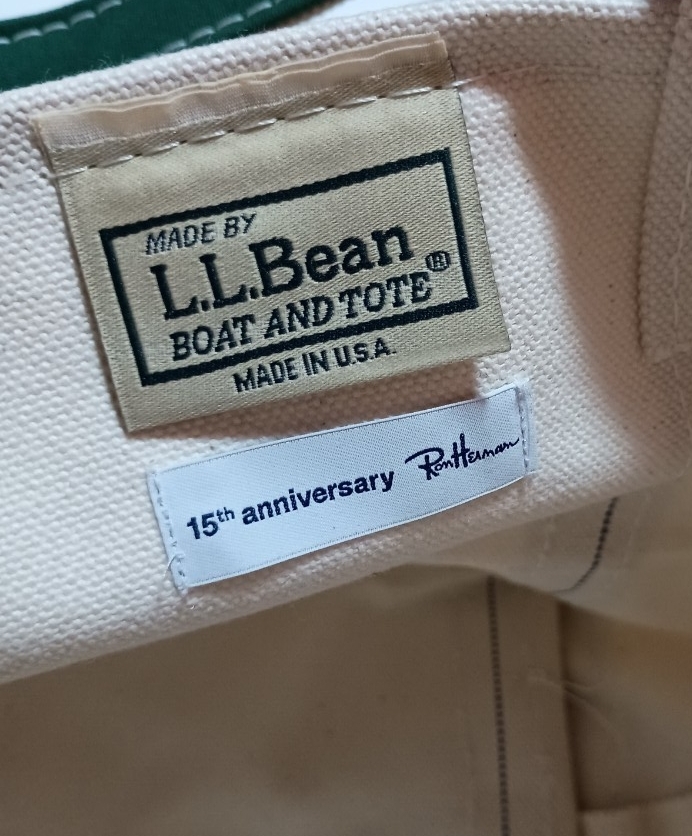 MADE BY
L.L.Bean
BOAT AND TOTE®
MADE IN U.S.A.
15th anniversary Ron Herman